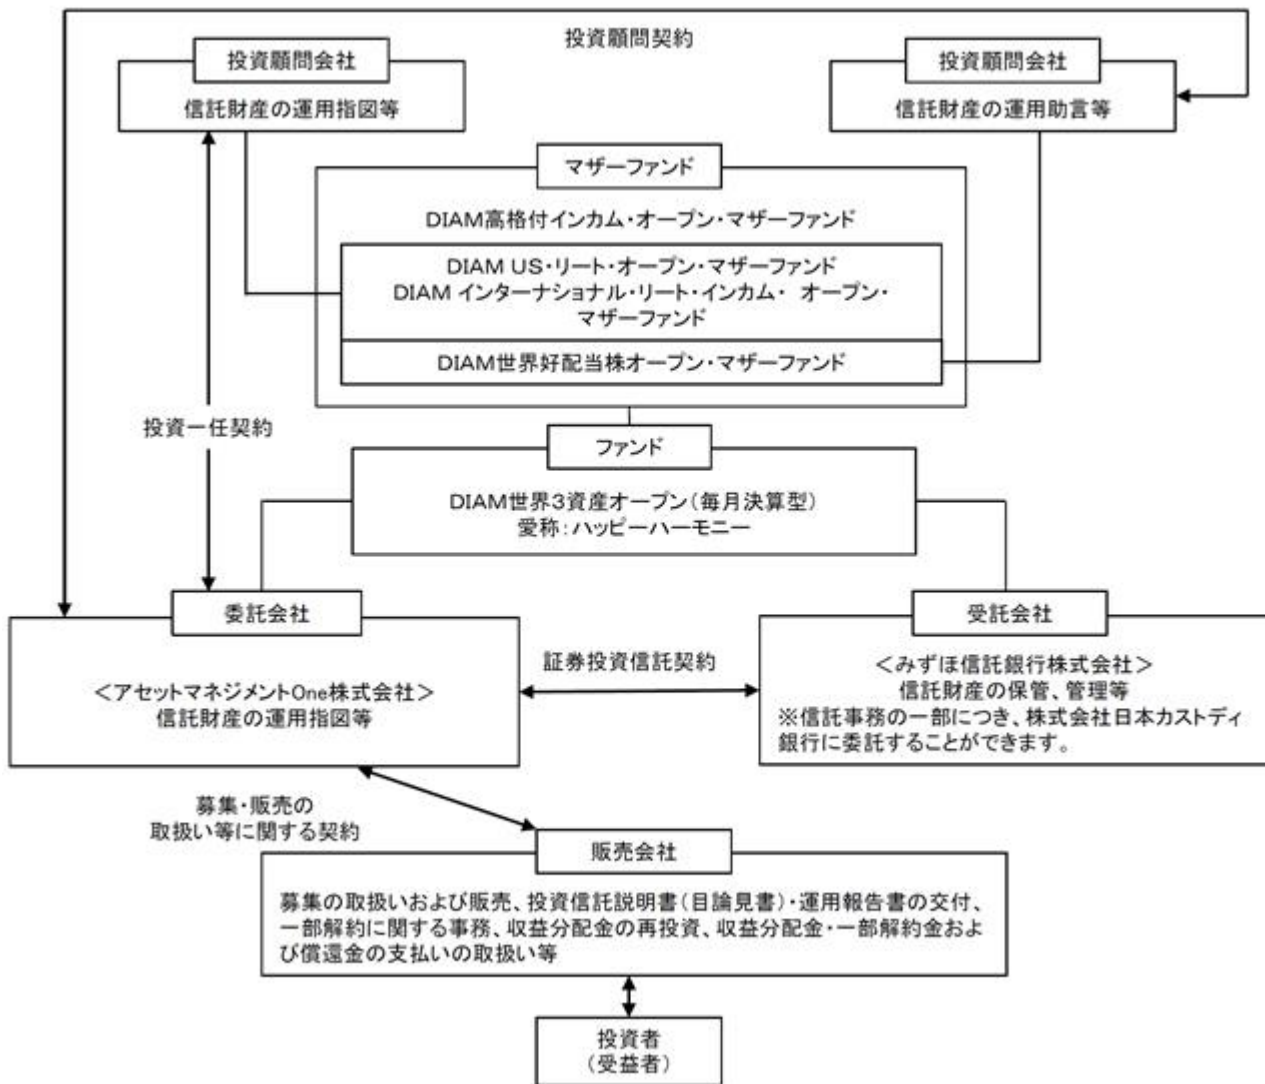 投資顧問契約
投資顧問会社
信託財産の運用指図等
投資顧問会社
信託財産の運用助言等
マザーファンド
DIAM高格付インカム・オープン・マザーファンド
DIAM US・リート・オープン・マザーファンド
DIAM インターナショナル・リート・インカム・ オープン・
マザーファンド
DIAM世界好配当株オープン・マザーファンド
投資一任契約
ファンド
DIAM世界3資産オープン(毎月決算型)
愛称:ハッピーハーモニー
委託会社
<アセットマネジメントOne株式会社>
信託財産の運用指図等
証券投資信託契約
受託会社
<みずほ信託銀行株式会社>
信託財産の保管、管理等
※信託事務の一部につき、株式会社日本カストディ
銀行に委託することができます。
募集・販売の
取扱い等に関する契約
販売会社
募集の取扱いおよび販売、投資信託説明書(目論見書)・運用報告書の交付、
一部解約に関する事務、収益分配金の再投資、収益分配金・一部解約金およ
び償還金の支払いの取扱い等
投資者
(受益者)